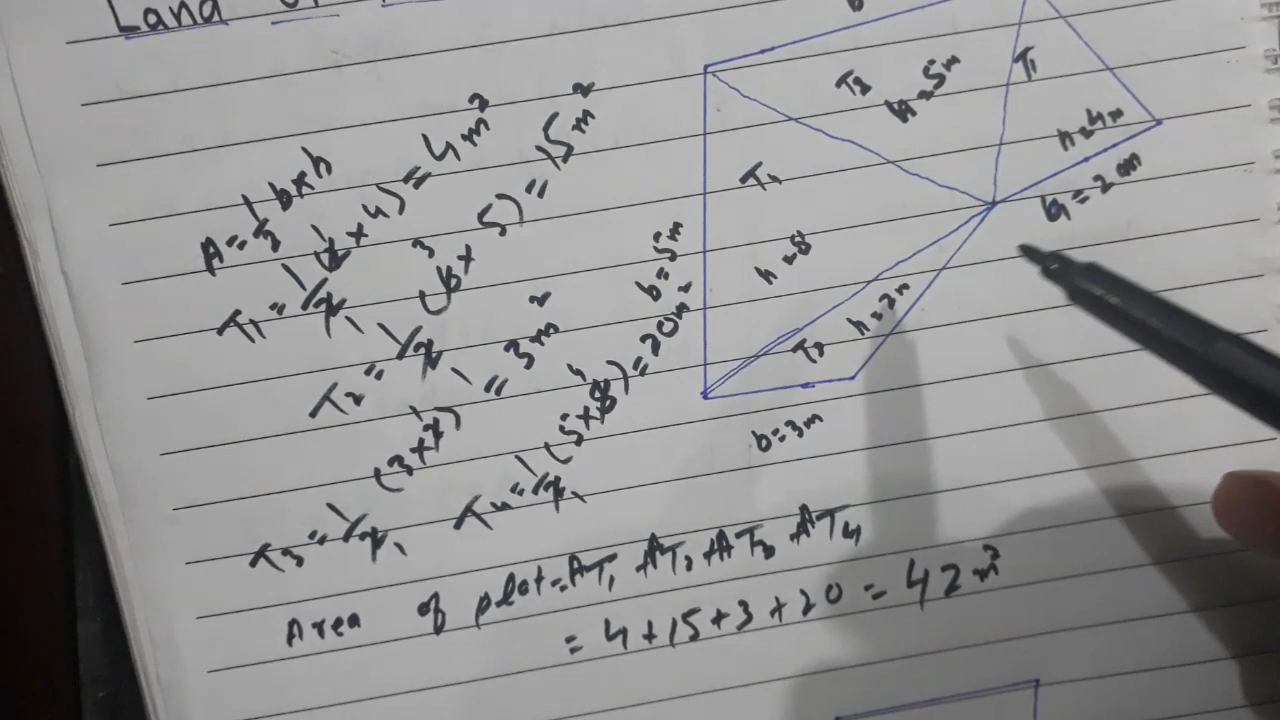 Land of
A = 1/2 b×h
T1 = 1/2 (2×4) = 4m²
T2 = 1/2 (6×5) = 15m²
T3 = 1/2 (3×2) = 3m²
T4 = 1/2 (5×8) = 20m²
Area of plot = AT1 + AT2 + AT3 + AT4
= 4+15+3+20 = 42m²
b
T2
h=5m
T1
h=4m
b=2m
T1
h=8
b=5m
T3
h=2m
b=3m